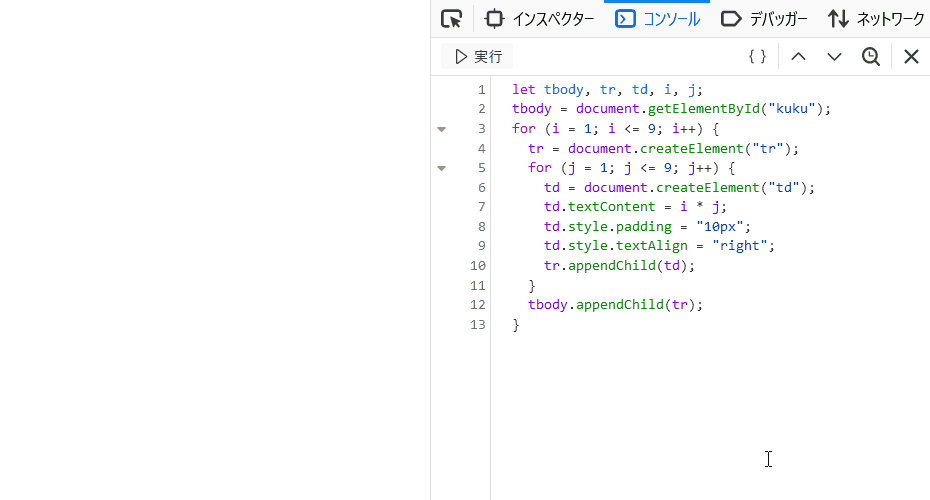 インスペクター コンソール デバッガー ネットワーク
実行 { }
1 let tbody, tr, td, i, j;
2 tbody = document.getElementById("kuku");
3 for (i = 1; i <= 9; i++) {
4 tr = document.createElement("tr");
5 for (j = 1; j <= 9; j++) {
6 td = document.createElement("td");
7 td.textContent = i * j;
8 td.style.padding = "10px";
9 td.style.textAlign = "right";
10 tr.appendChild(td);
11 }
12 tbody.appendChild(tr);
13 }